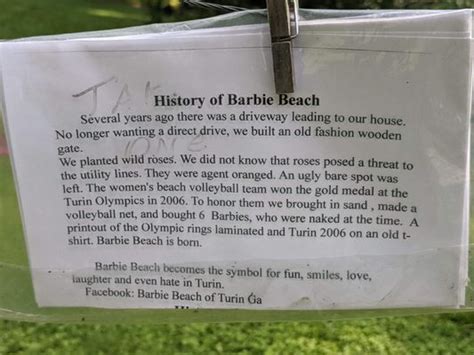 TAKE
ONE
History of Barbie Beach
Several years ago there was a driveway leading to our house.
No longer wanting a direct drive, we built an old fashion wooden
gate.
We planted wild roses. We did not know that roses posed a threat to
the utility lines. They were agent oranged. An ugly bare spot was
left. The women's beach volleyball team won the gold medal at the
Turin Olympics in 2006. To honor them we brought in sand , made a
volleyball net, and bought 6 Barbies, who were naked at the time. A
printout of the Olympic rings laminated and Turin 2006 on an old t-
shirt. Barbie Beach is born.
Barbie Beach becomes the symbol for fun, smiles, love,
laughter and even hate in Turin.
Facebook: Barbie Beach of Turin Ga